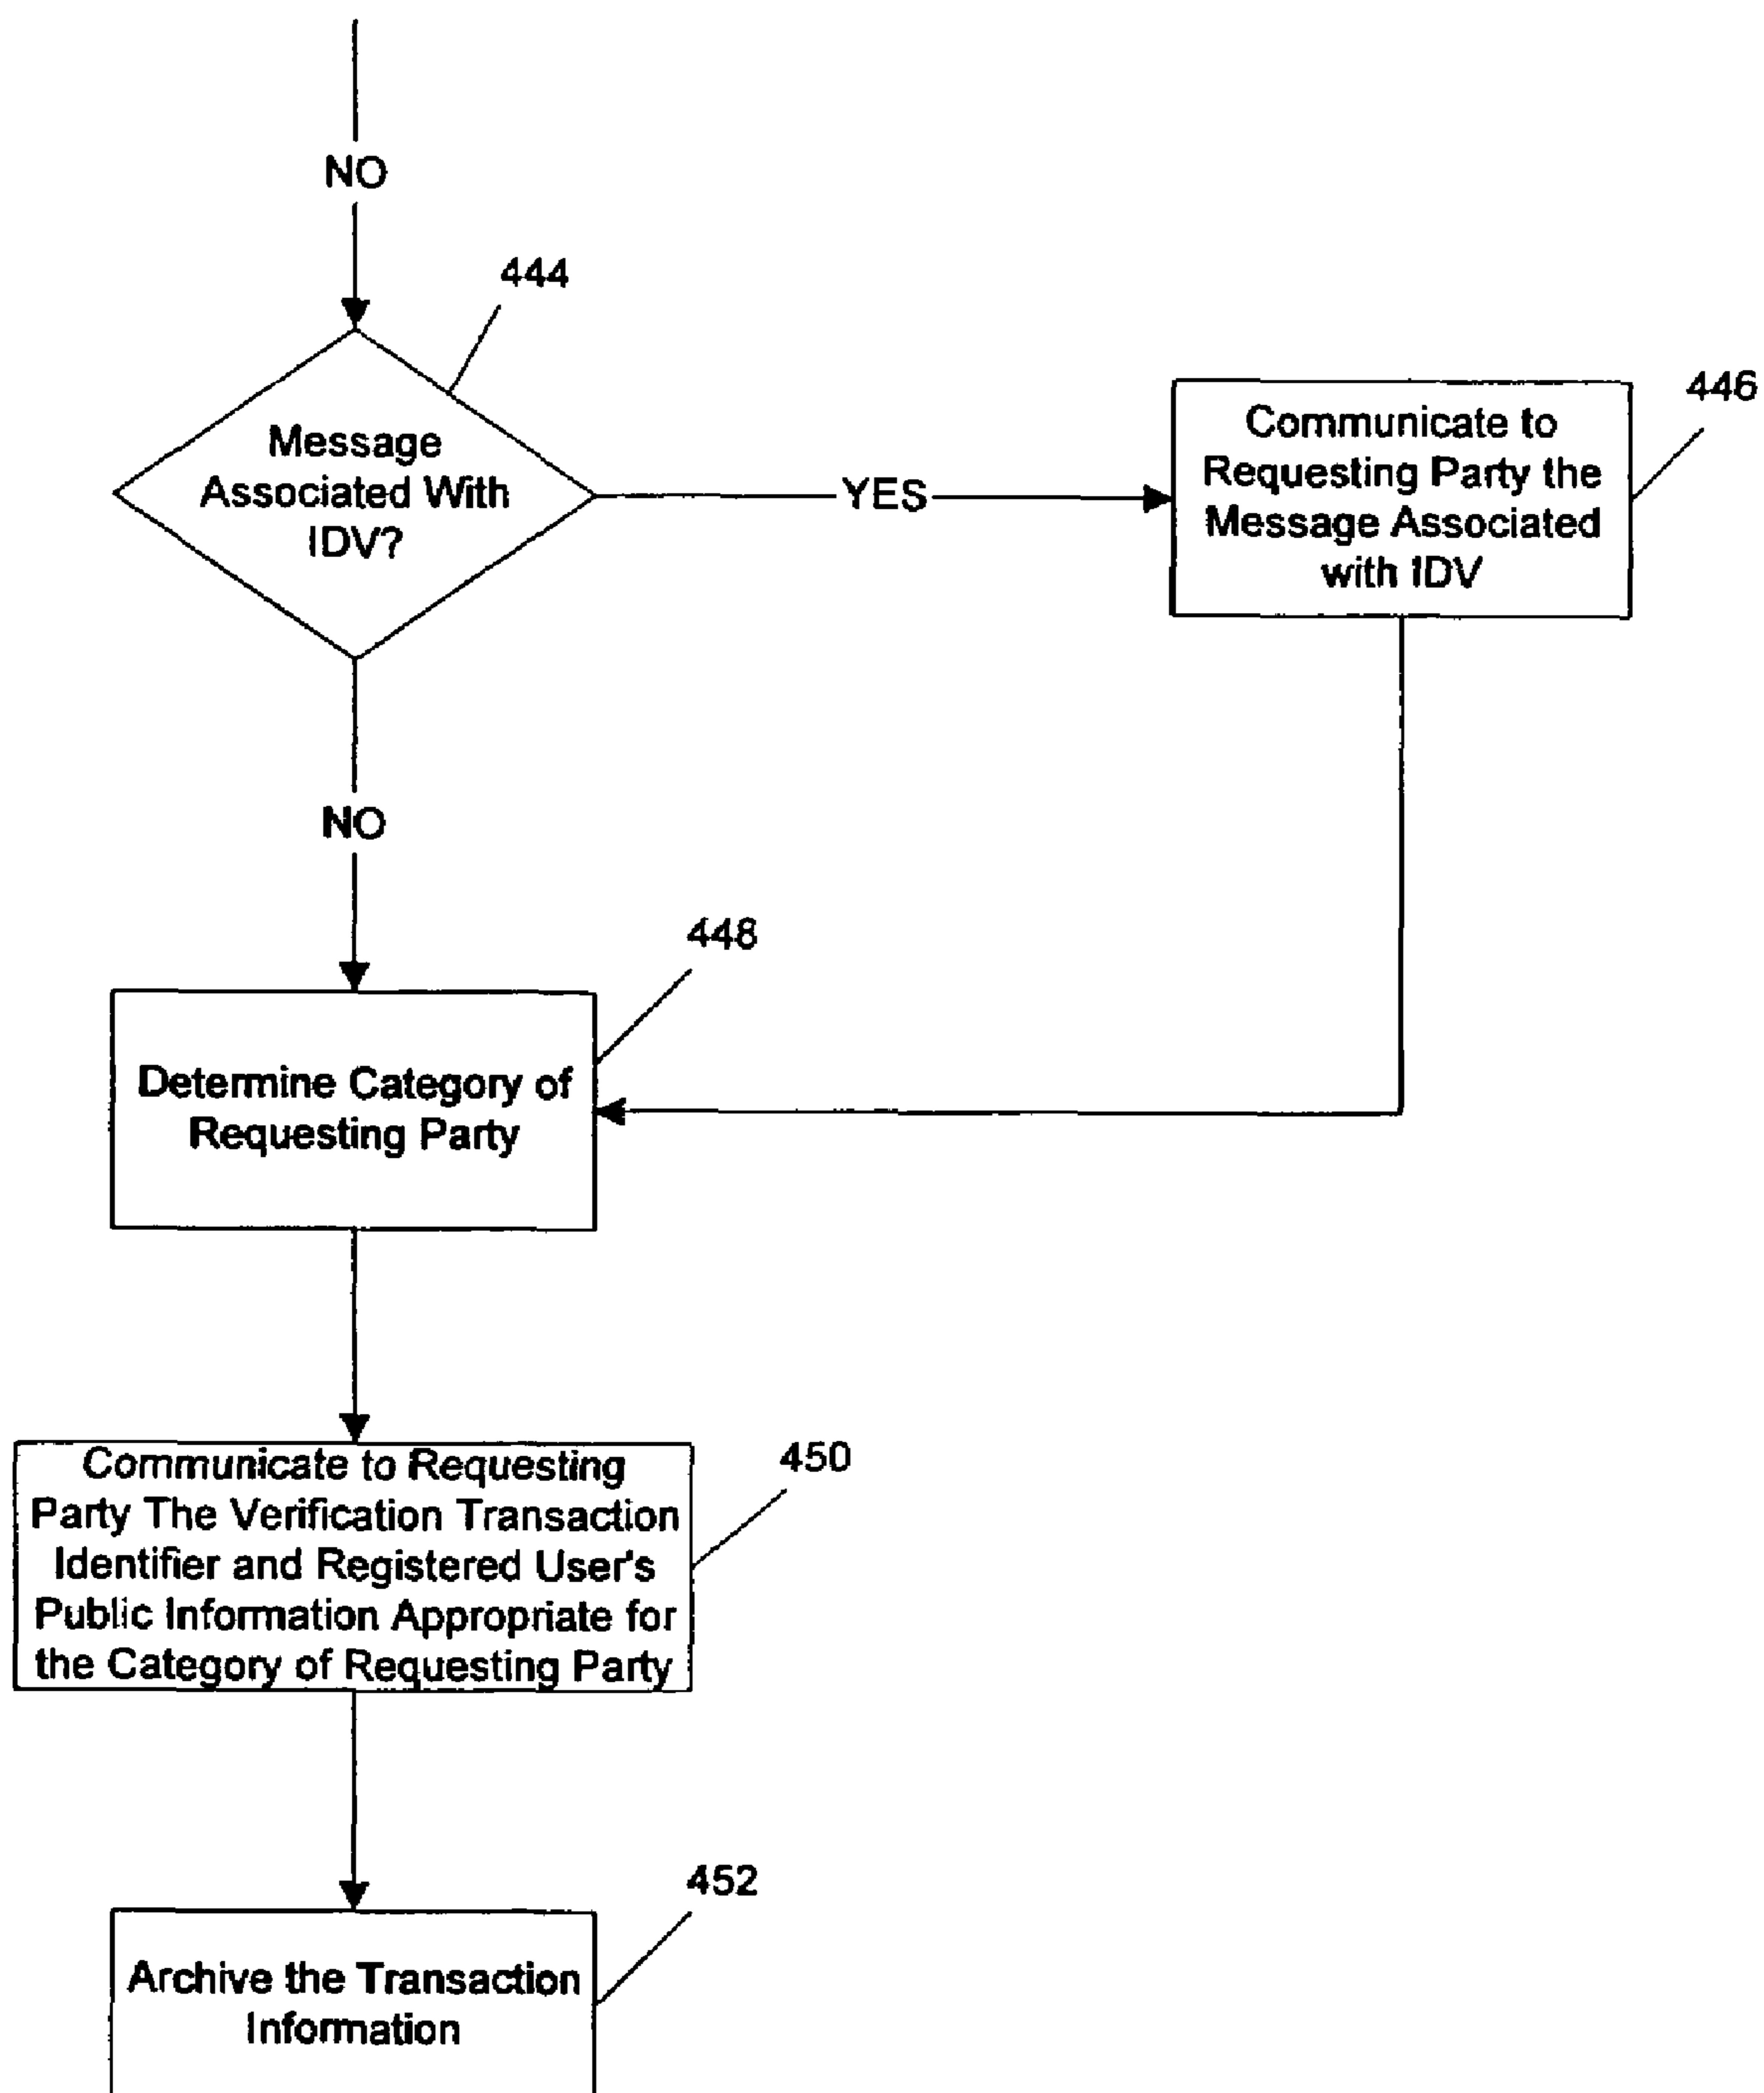 NO
444
Message
Associated With
IDV?
YES
446
Communicate to
Requesting Party the
Message Associated
with IDV
NO
448
Determine Category of
Requesting Party
450
Communicate to Requesting
Party The Verification Transaction
Identifier and Registered User's
Public Information Appropriate for
the Category of Requesting Party
452
Archive the Transaction
Information